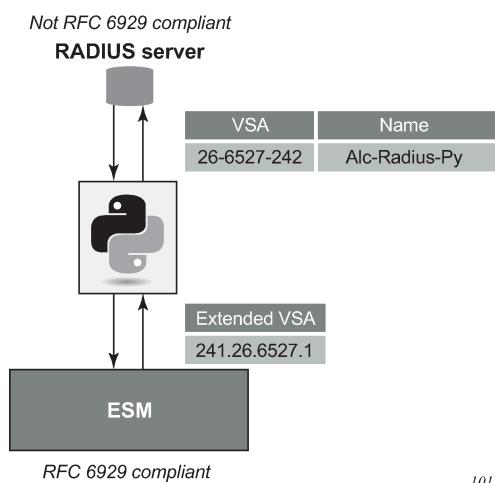 Not RFC 6929 compliant
RADIUS server
VSA Name
26-6527-242 Alc-Radius-Py
Extended VSA
241.26.6527.1
ESM
RFC 6929 compliant
101